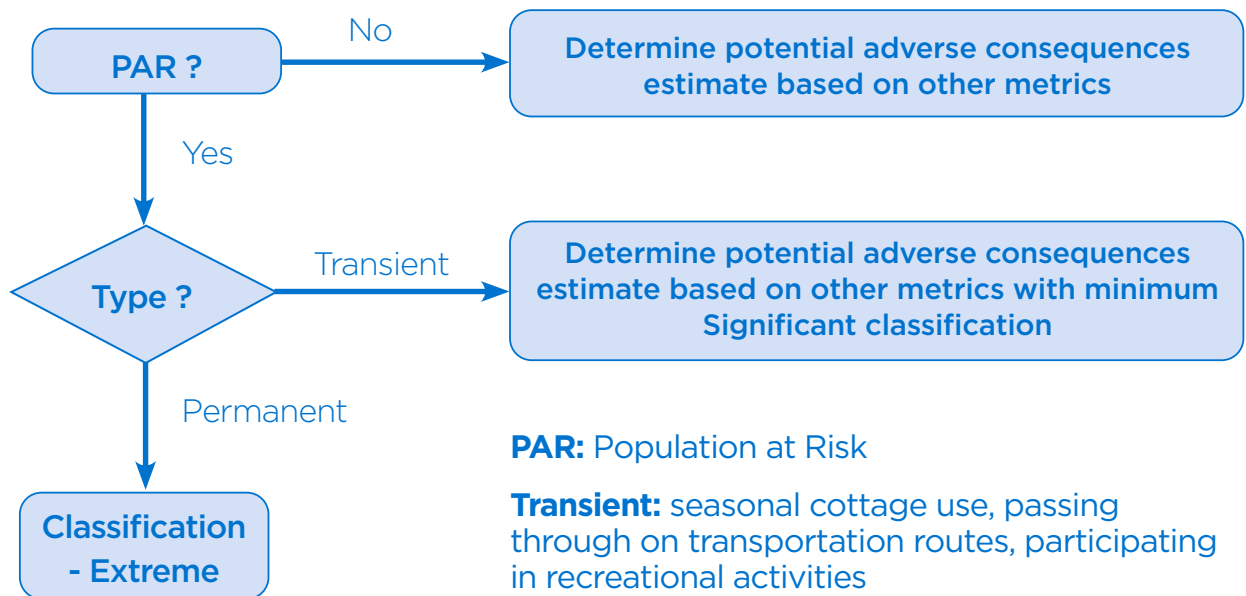 PAR ?
No
Determine potential adverse consequences
estimate based on other metrics
Yes
Type ?
Transient
Determine potential adverse consequences
estimate based on other metrics with minimum
Significant classification
Permanent
Classification
- Extreme
PAR: Population at Risk
Transient: seasonal cottage use, passing
through on transportation routes, participating
in recreational activities